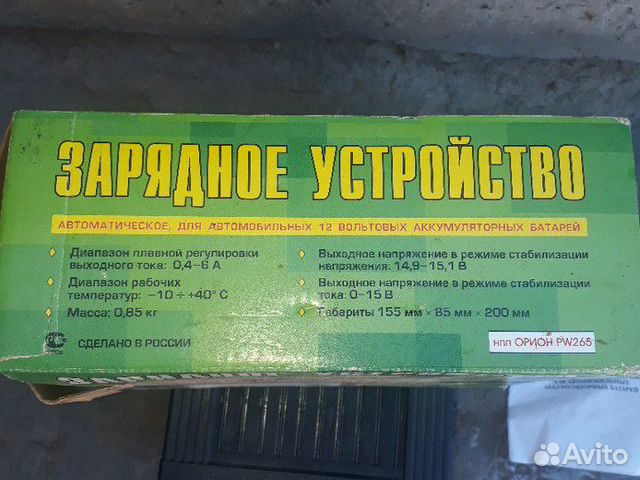 ЗАРЯДНОЕ УСТРОЙСТВО
АВТОМАТИЧЕСКОЕ, ДЛЯ АВТОМОБИЛЬНЫХ 12 ВОЛЬТОВЫХ АККУМУЛЯТОРНЫХ БАТАРЕЙ
Диапазон плавной регулировки
выходного тока: 0,4–6 А
Диапазон рабочих
температур: –10 ÷ +40° С
Масса: 0,85 кг
СДЕЛАНО В РОССИИ
Выходное напряжение в режиме стабилизации
напряжения: 14,9–15,1 В
Выходное напряжение в режиме стабилизации
тока: 0–15 В
Габариты 155 мм × 85 мм × 200 мм
НПП ОРИОН PW265
Avito